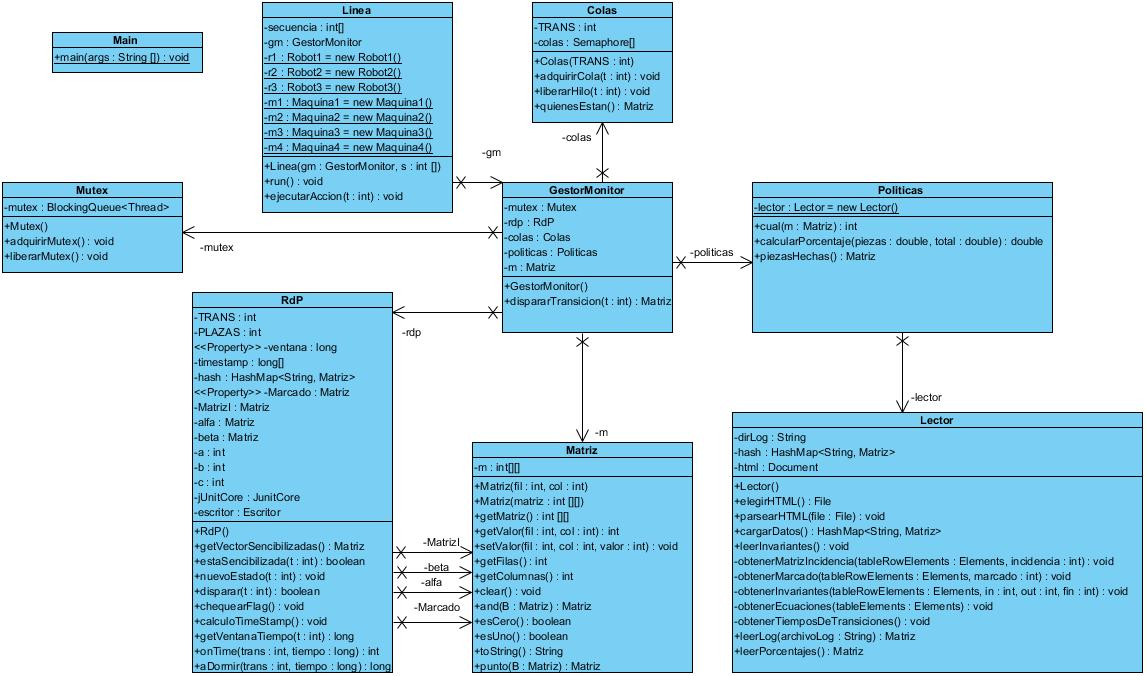 Main
+main(args : String []) : void
Linea
-secuencia : int[]
-gm : GestorMonitor
-r1 : Robot1 = new Robot1()
-r2 : Robot2 = new Robot2()
-r3 : Robot3 = new Robot3()
-m1 : Maquina1 = new Maquina1()
-m2 : Maquina2 = new Maquina2()
-m3 : Maquina3 = new Maquina3()
-m4 : Maquina4 = new Maquina4()
+Linea(gm : GestorMonitor, s : int [])
+run() : void
+ejecutarAccion(t : int) : void
Colas
-TRANS : int
-colas : Semaphore[]
+Colas(TRANS : int)
+adquirirCola(t : int) : void
+liberarHilo(t : int) : void
+quienesEstan() : Matriz
-colas
-gm
Mutex
-mutex : BlockingQueue<Thread>
+Mutex()
+adquirirMutex() : void
+liberarMutex() : void
-mutex
GestorMonitor
-mutex : Mutex
-rdp : RdP
-colas : Colas
-politicas : Politicas
-m : Matriz
+GestorMonitor()
+dispararTransicion(t : int) : Matriz
-politicas
Politicas
-lector : Lector = new Lector()
+cual(m : Matriz) : int
+calcularPorcentaje(piezas : double, total : double) : double
+piezasHechas() : Matriz
RdP
-TRANS : int
-PLAZAS : int
<<Property>> -ventana : long
-timestamp : long[]
-hash : HashMap<String, Matriz>
<<Property>> -Marcado : Matriz
-MatrizI : Matriz
-alfa : Matriz
-beta : Matriz
-a : int
-b : int
-c : int
-jUnitCore : JunitCore
-escritor : Escritor
+RdP()
+getVectorSencibilizadas() : Matriz
+estaSencibilizada(t : int) : boolean
+nuevoEstado(t : int) : void
+disparar(t : int) : boolean
+chequearFlag() : void
+calculoTimeStamp() : void
+getVentanaTiempo(t : int) : long
+onTime(trans : int, tiempo : long) : int
+aDormir(trans : int, tiempo : long) : long
-rdp
-m
-lector
-MatrizI
-beta
-alfa
-Marcado
Matriz
-m : int[][]
+Matriz(fil : int, col : int)
+Matriz(matriz : int [][])
+getMatriz() : int [][]
+getValor(fil : int, col : int) : int
+setValor(fil : int, col : int, valor : int) : void
+getFilas() : int
+getColumnas() : int
+clear() : void
+and(B : Matriz) : Matriz
+esCero() : boolean
+esUno() : boolean
+toString() : String
+punto(B : Matriz) : Matriz
Lector
-dirLog : String
-hash : HashMap<String, Matriz>
-html : Document
+Lector()
+elegirHTML() : File
+parsearHTML(file : File) : void
+cargarDatos() : HashMap<String, Matriz>
+leerInvariantes() : void
-obtenerMatrizIncidencia(tableRowElements : Elements, incidencia : int) : void
-obtenerMarcado(tableRowElements : Elements, marcado : int) : void
-obtenerInvariantes(tableRowElements : Elements, in : int, out : int, fin : int) : void
-obtenerEcuaciones(tableElements : Elements) : void
-obtenerTiemposDeTransiciones() : void
+leerLog(archivoLog : String) : Matriz
+leerPorcentajes() : Matriz